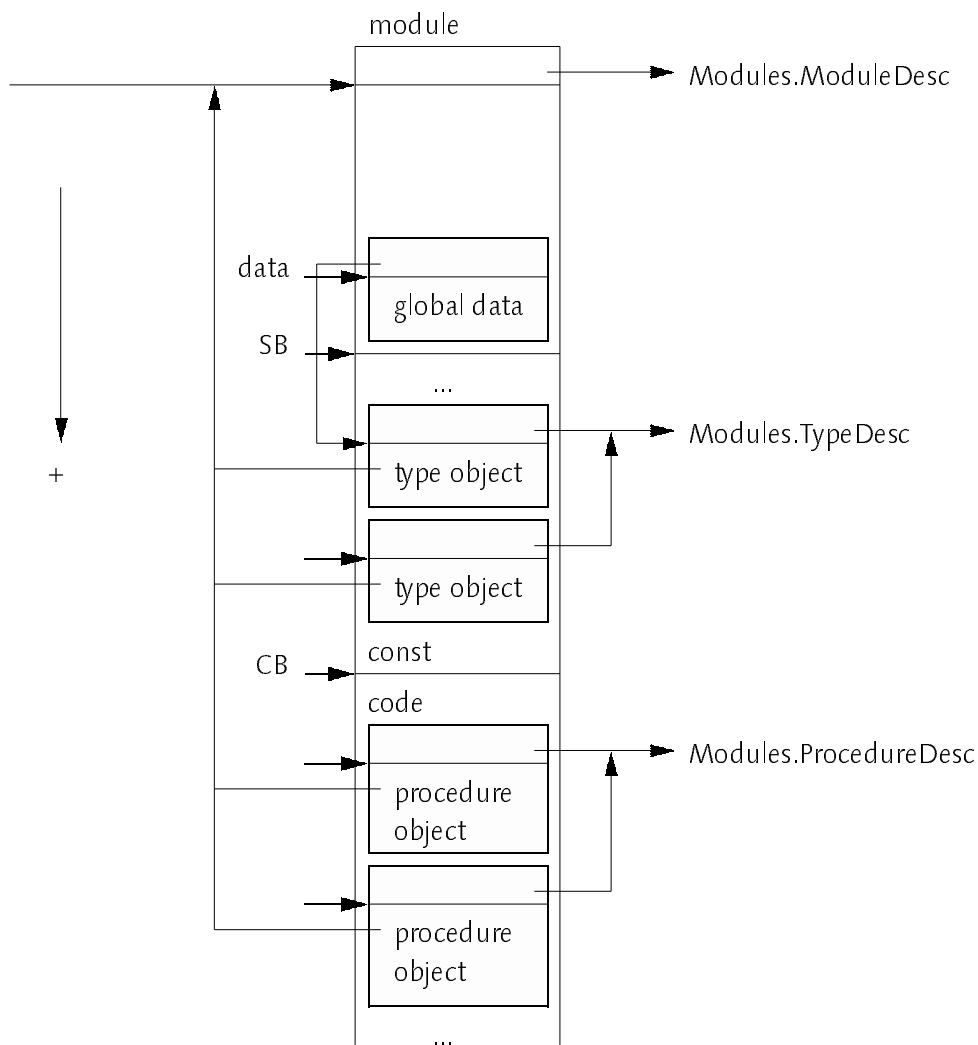 module
Modules.ModuleDesc
data
global data
SB
...
Modules.TypeDesc
+
type object
type object
CB
const
code
Modules.ProcedureDesc
procedure
object
procedure
object
...